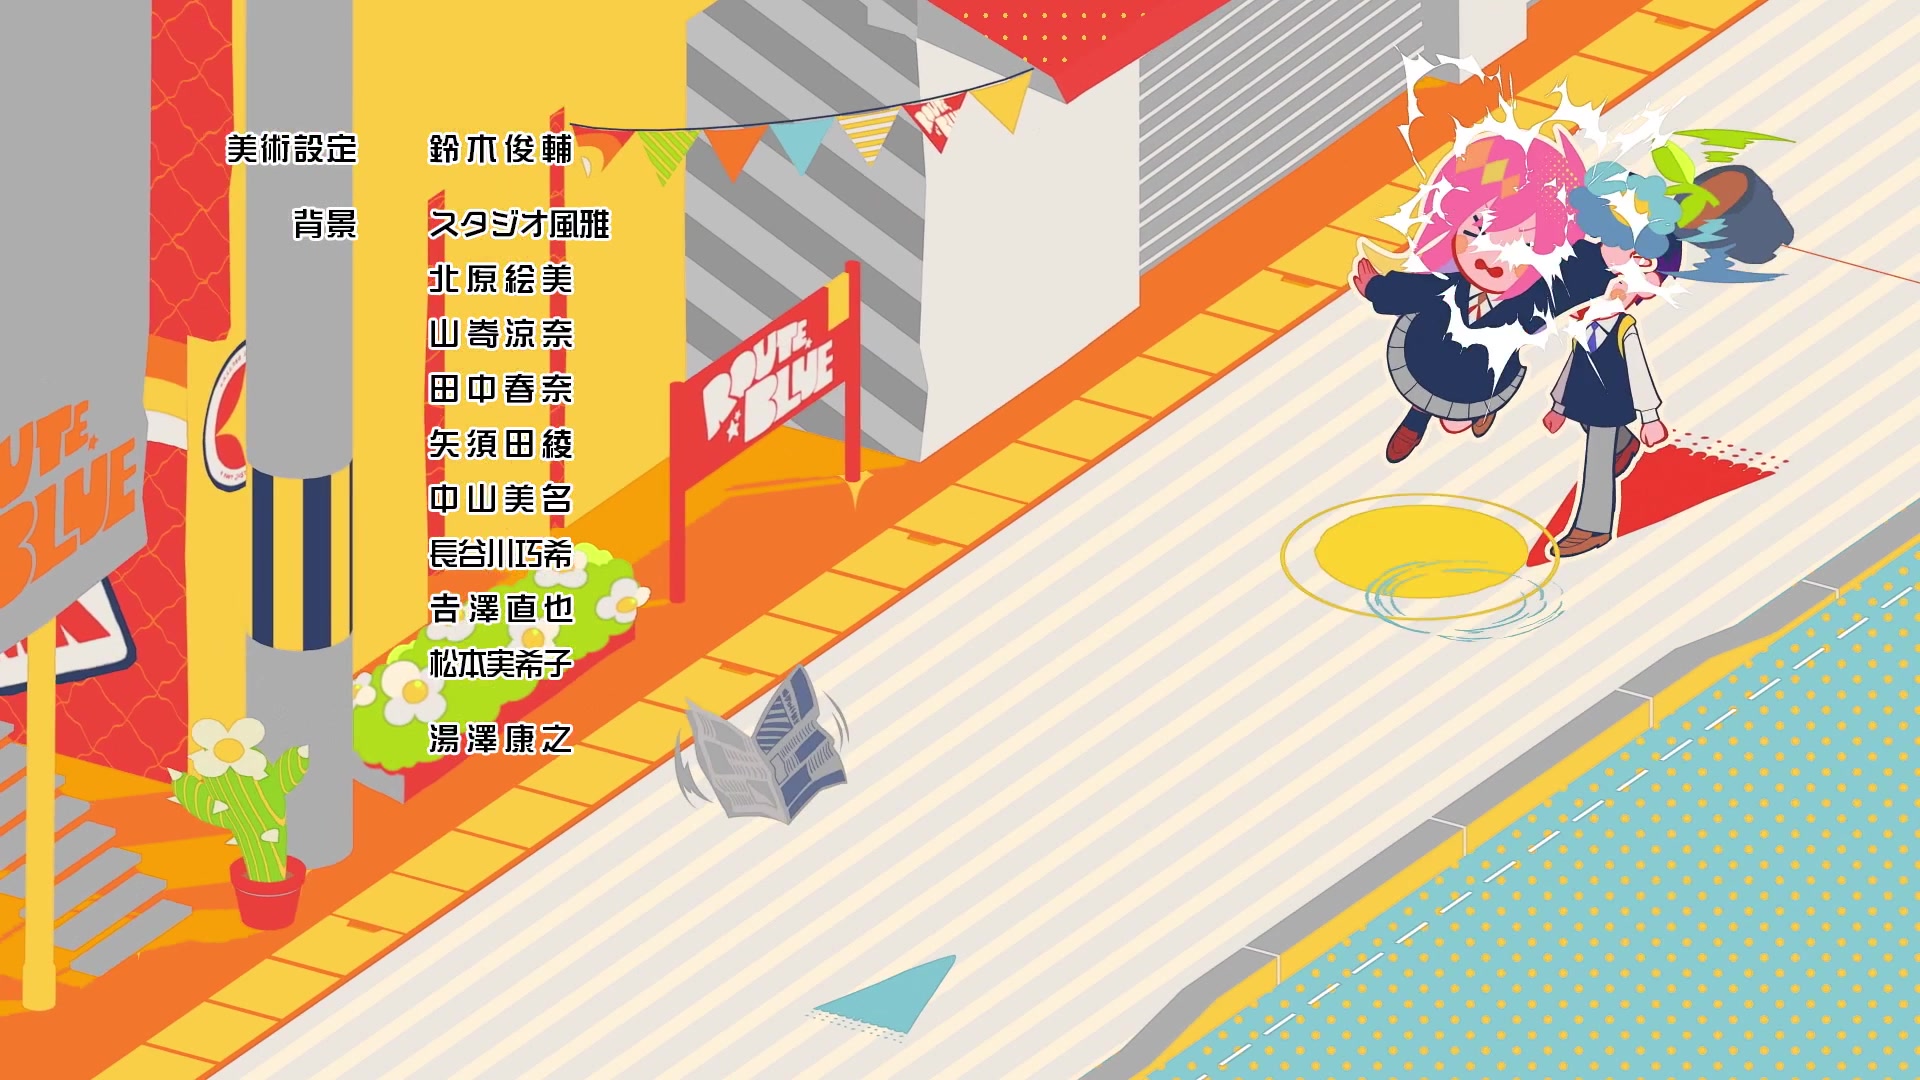 美術設定 鈴木俊輔
背景 スタジオ風雅
北原絵美
山嵜涼奈
田中春奈
矢須田綾
中山美名
長谷川巧希
吉澤直也
松本実希子
湯澤康之
ROUTE
BLUE
OUTE
BLUE